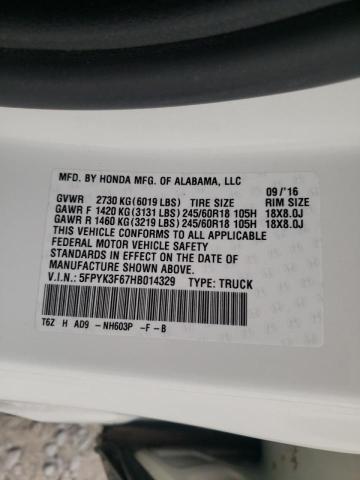 MFD. BY HONDA MFG. OF ALABAMA, LLC 09/'16
GVWR 2730 KG(6019 LBS) TIRE SIZE RIM SIZE
GAWR F 1420 KG(3131 LBS) 245/60R18 105H 18X8.0J
GAWR R 1460 KG(3219 LBS) 245/60R18 105H 18X8.0J
THIS VEHICLE CONFORMS TO ALL APPLICABLE
FEDERAL MOTOR VEHICLE SAFETY
STANDARDS IN EFFECT ON THE DATE OF
MANUFACTURE SHOWN ABOVE.
V.I.N.: 5FPYK3F67HB014329 TYPE: TRUCK
T6Z H AD9 -NH603P -F-B